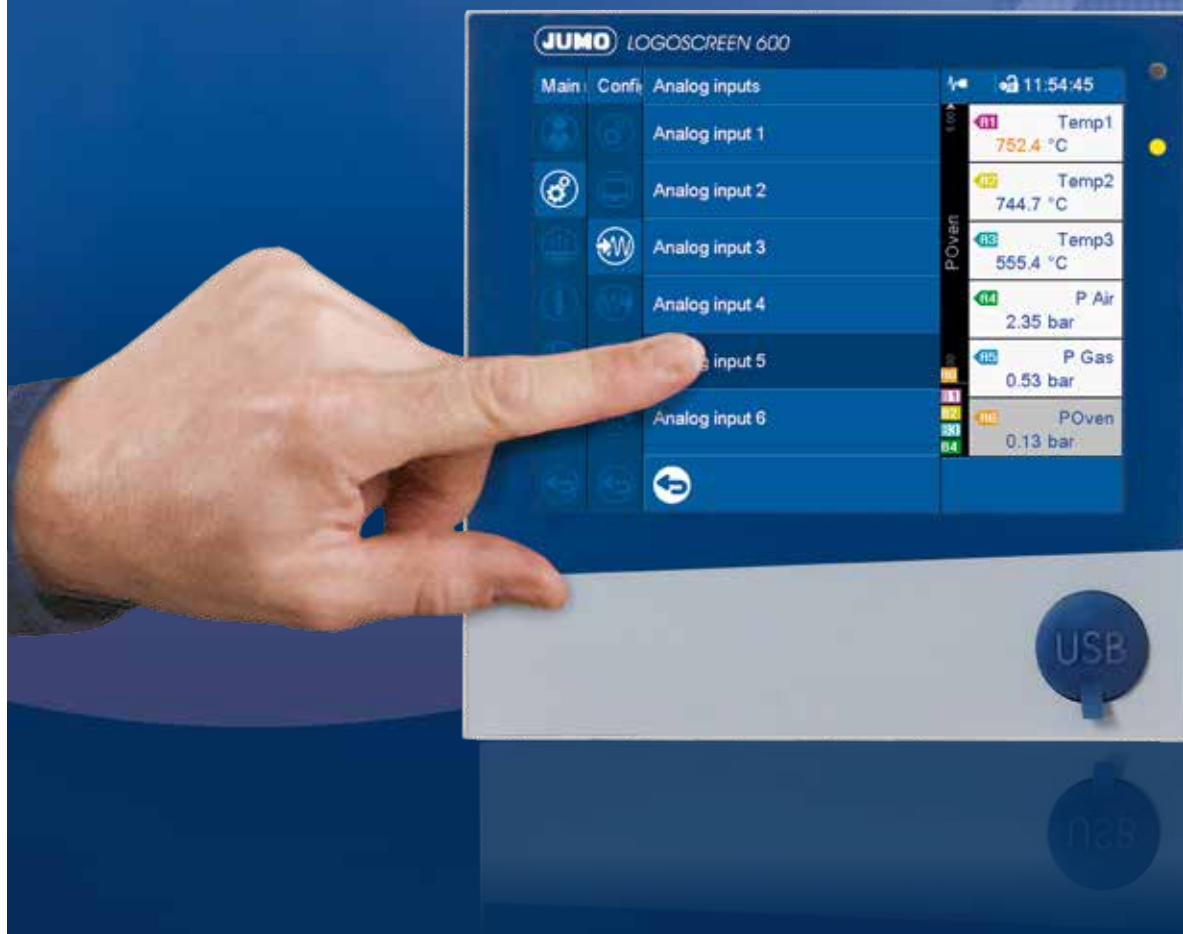 JUMO LOGOSCREEN 600
Main Confi Analog inputs 11:54:45
Analog input 1
Analog input 2
Analog input 3
Analog input 4
input 5
Analog input 6
6.00
POven
Temp1
752.4 °C
Temp2
744.7 °C
Temp3
555.4 °C
P Air
2.35 bar
P Gas
0.53 bar
POven
0.13 bar
USB